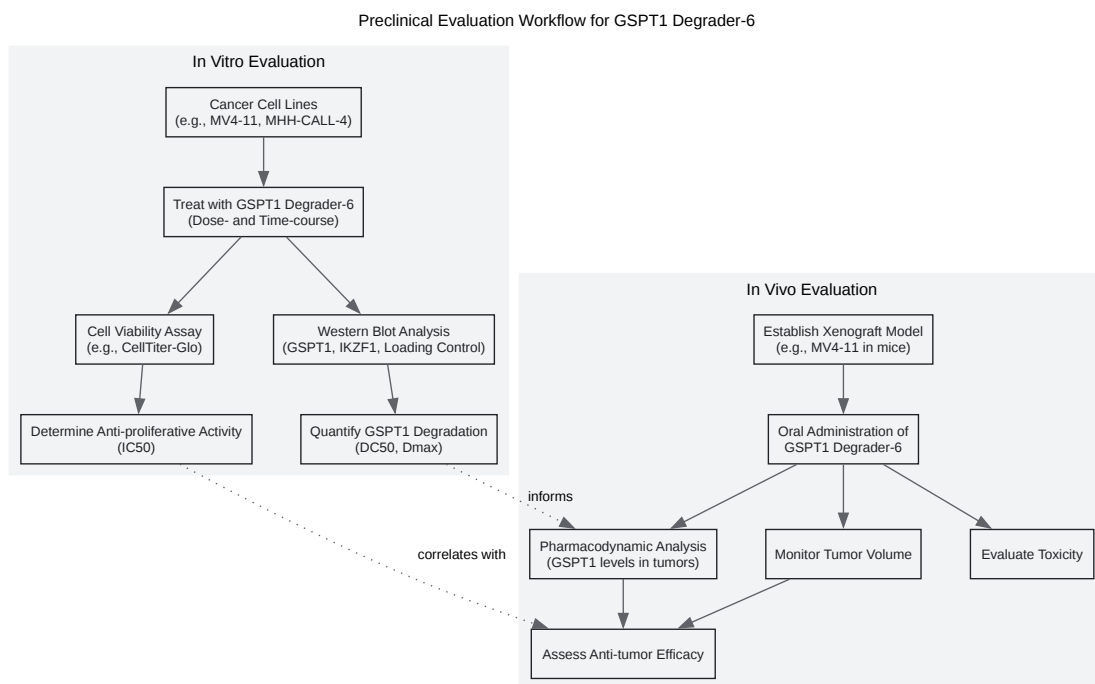 Preclinical Evaluation Workflow for GSPT1 Degrader-6
In Vitro Evaluation
Cancer Cell Lines
(e.g., MV4-11, MHH-CALL-4)
Treat with GSPT1 Degrader-6
(Dose- and Time-course)
Cell Viability Assay
(e.g., CellTiter-Glo)
Western Blot Analysis
(GSPT1, IKZF1, Loading Control)
Determine Anti-proliferative Activity
(IC50)
Quantify GSPT1 Degradation
(DC50, Dmax)
informs
correlates with
In Vivo Evaluation
Establish Xenograft Model
(e.g., MV4-11 in mice)
Oral Administration of
GSPT1 Degrader-6
Pharmacodynamic Analysis
(GSPT1 levels in tumors)
Monitor Tumor Volume
Evaluate Toxicity
Assess Anti-tumor Efficacy